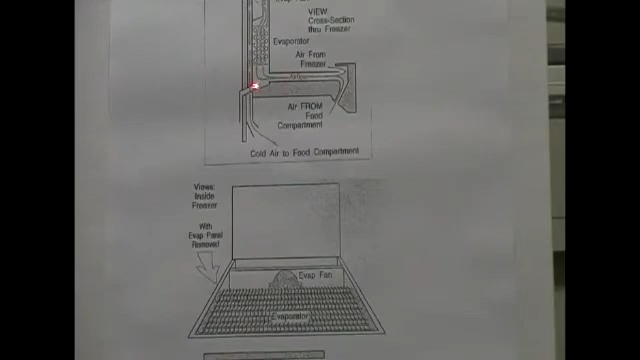 VIEW:
Cross-Section
thru Freezer
Evaporator
Air From
Freezer
Air FROM
Food
Compartment
Cold Air to Food Compartment
Views:
Inside
Freezer
With
Evap Panel
Removed
Evap Fan
Evaporator